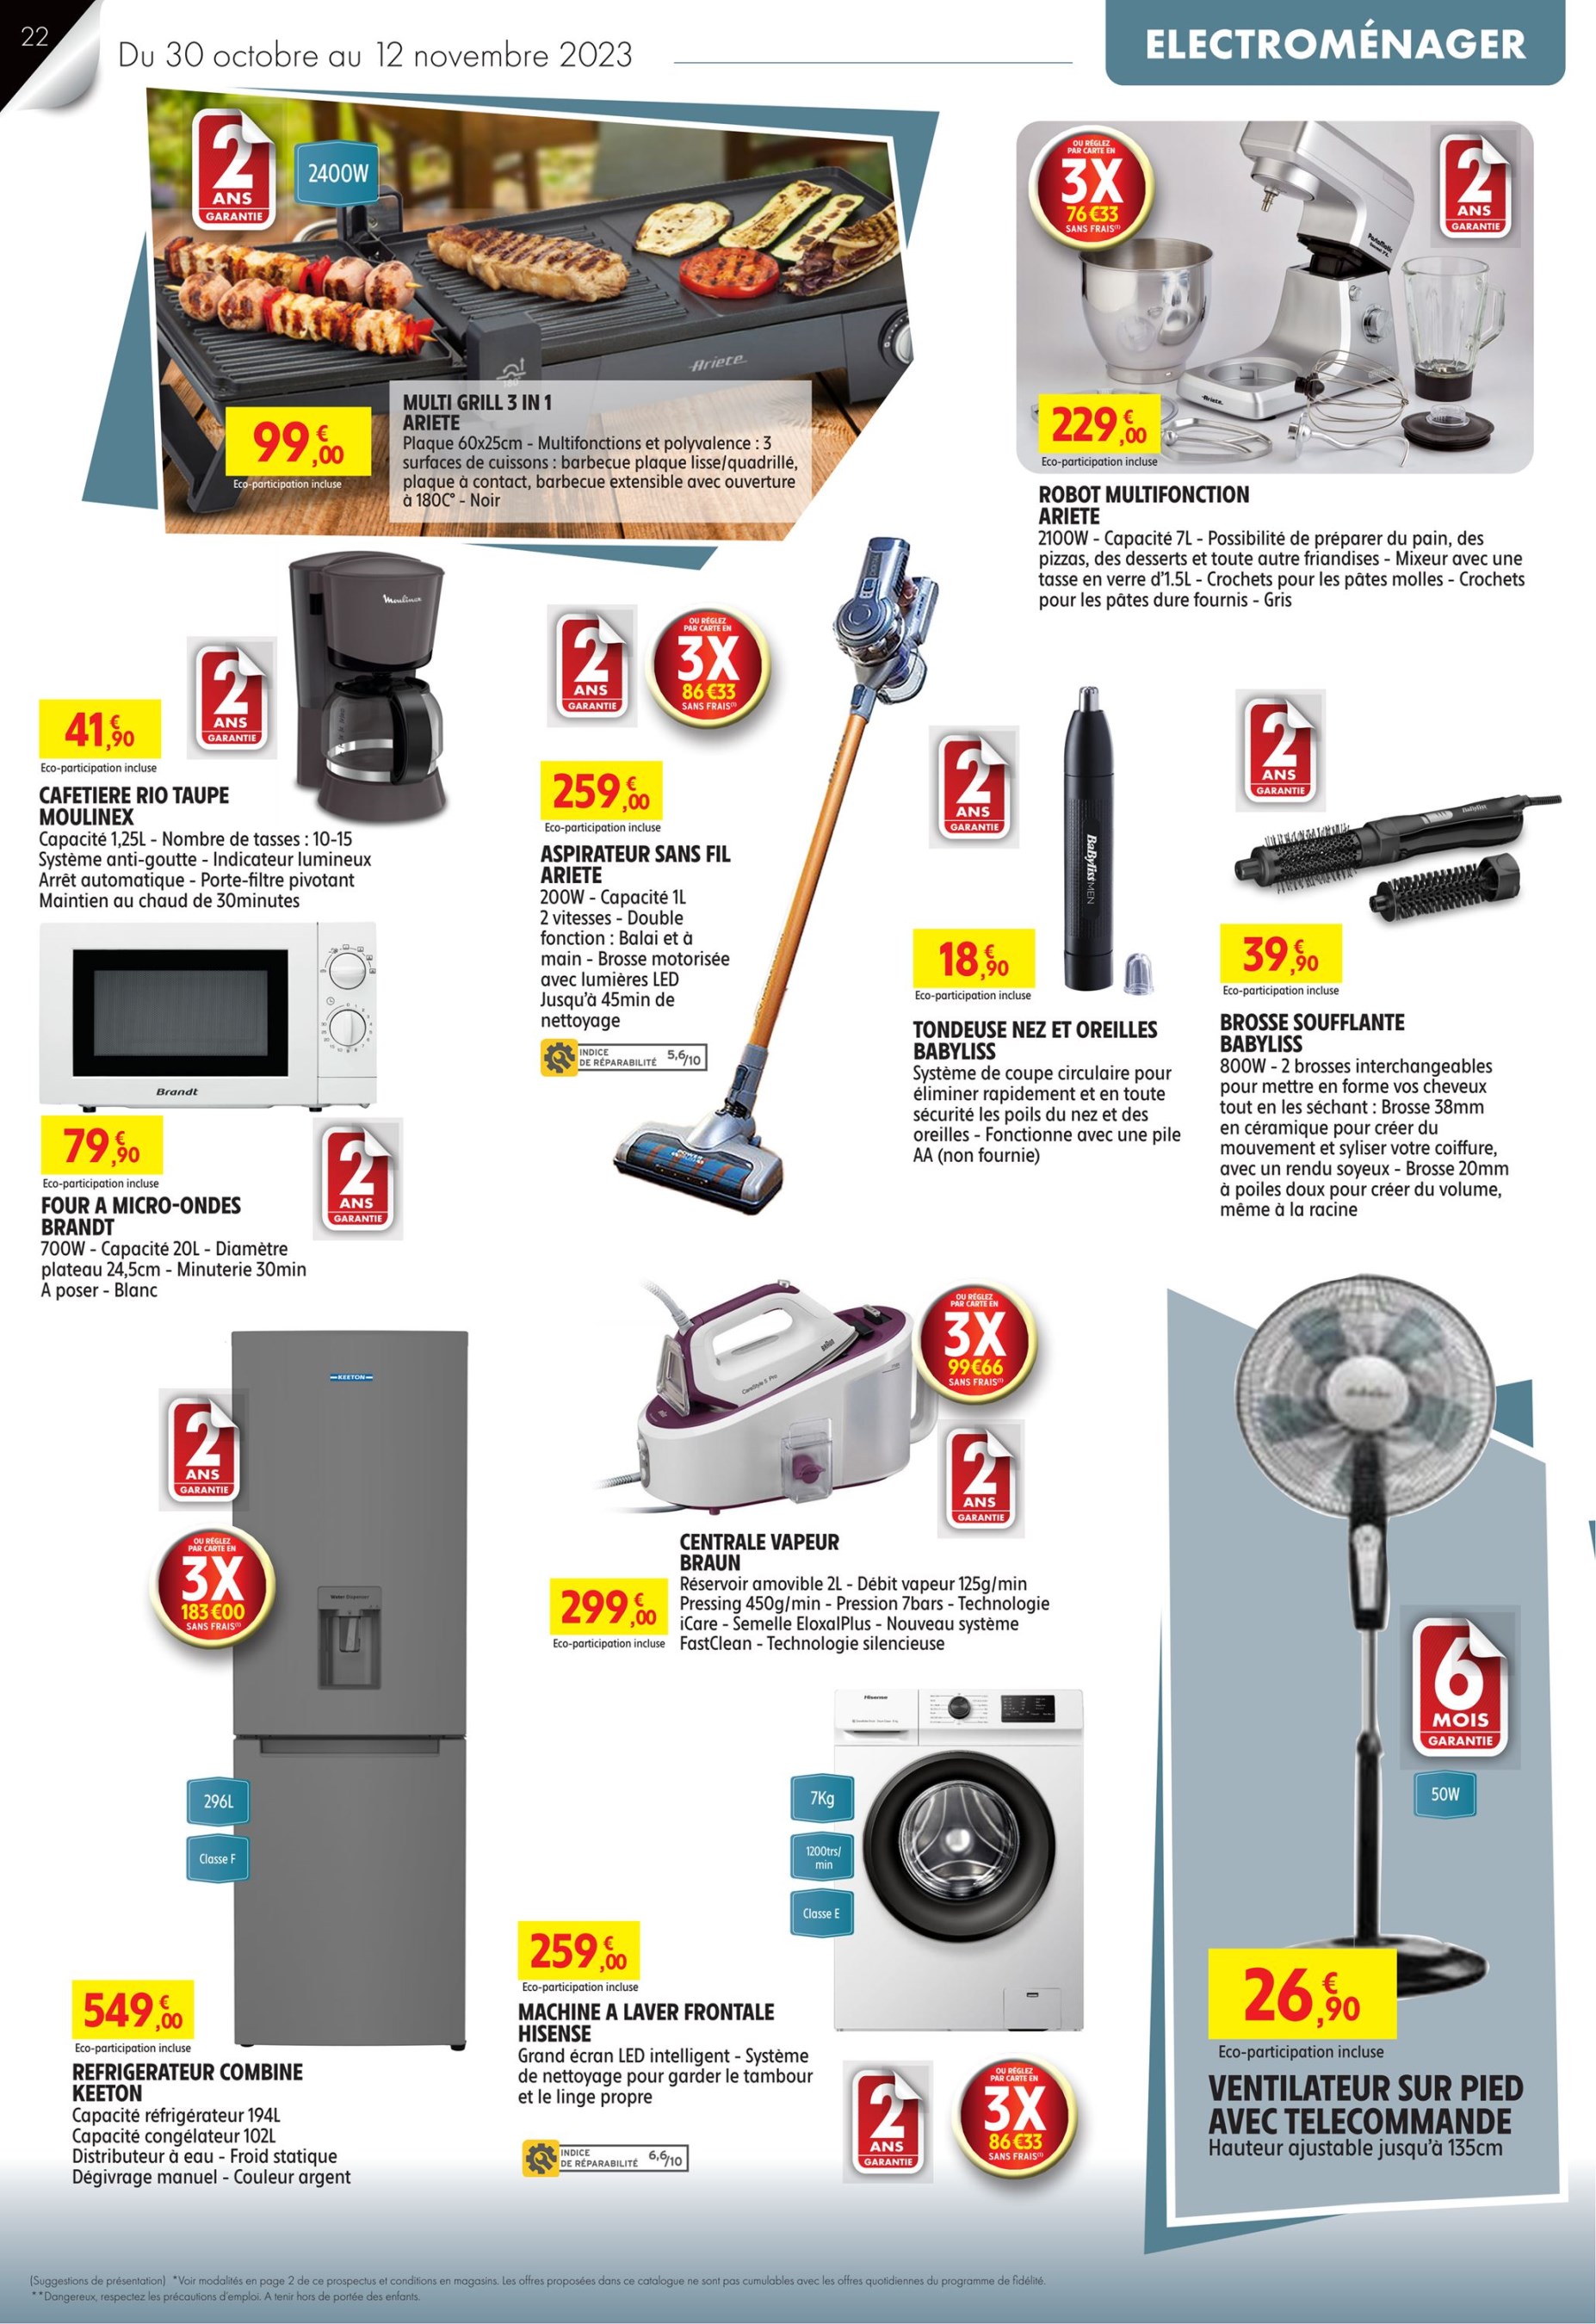 22
Du 30 octobre au 12 novembre 2023
ELECTROMÉNAGER
2
ANS
GARANTIE
2400W
Ariete
99€,00
Eco-participation incluse
MULTI GRILL 3 IN 1
ARIETE
Plaque 60x25cm - Multifonctions et polyvalence : 3
surfaces de cuissons : barbecue plaque lisse/quadrillé,
plaque à contact, barbecue extensible avec ouverture
à 180C° - Noir
OU RÉGLEZ
PAR CARTE EN
3X
76€33
SANS FRAIS(1)
2
ANS
GARANTIE
Ariete
229€,00
Eco-participation incluse
ROBOT MULTIFONCTION
ARIETE
2100W - Capacité 7L - Possibilité de préparer du pain, des
pizzas, des desserts et toute autre friandises - Mixeur avec une
tasse en verre d'1.5L - Crochets pour les pâtes molles - Crochets
pour les pâtes dure fournis - Gris
Moulinex
2
ANS
GARANTIE
41€,90
Eco-participation incluse
CAFETIERE RIO TAUPE
MOULINEX
Capacité 1,25L - Nombre de tasses : 10-15
Système anti-goutte - Indicateur lumineux
Arrêt automatique - Porte-filtre pivotant
Maintien au chaud de 30minutes
2
ANS
GARANTIE
OU RÉGLEZ
PAR CARTE EN
3X
86€33
SANS FRAIS(1)
259€,00
Eco-participation incluse
ASPIRATEUR SANS FIL
ARIETE
200W - Capacité 1L
2 vitesses - Double
fonction : Balai et à
main - Brosse motorisée
avec lumières LED
Jusqu'à 45min de
nettoyage
INDICE
DE RÉPARABILITÉ 5,6/10
2
ANS
GARANTIE
BaByliss MEN
18€,90
Eco-participation incluse
TONDEUSE NEZ ET OREILLES
BABYLISS
Système de coupe circulaire pour
éliminer rapidement et en toute
sécurité les poils du nez et des
oreilles - Fonctionne avec une pile
AA (non fournie)
2
ANS
GARANTIE
BaByliss
39€,90
Eco-participation incluse
BROSSE SOUFFLANTE
BABYLISS
800W - 2 brosses interchangeables
pour mettre en forme vos cheveux
tout en les séchant : Brosse 38mm
en céramique pour créer du
mouvement et syliser votre coiffure,
avec un rendu soyeux - Brosse 20mm
à poiles doux pour créer du volume,
même à la racine
Brandt
79€,90
Eco-participation incluse
2
ANS
GARANTIE
FOUR A MICRO-ONDES
BRANDT
700W - Capacité 20L - Diamètre
plateau 24,5cm - Minuterie 30min
A poser - Blanc
KEETON
Water Dispenser
2
ANS
GARANTIE
OU RÉGLEZ
PAR CARTE EN
3X
183€00
SANS FRAIS(1)
296L
Classe F
549€,00
Eco-participation incluse
REFRIGERATEUR COMBINE
KEETON
Capacité réfrigérateur 194L
Capacité congélateur 102L
Distributeur à eau - Froid statique
Dégivrage manuel - Couleur argent
BRAUN
CareStyle 5 Pro
OU RÉGLEZ
PAR CARTE EN
3X
99€66
SANS FRAIS(1)
2
ANS
GARANTIE
299€,00
Eco-participation incluse
CENTRALE VAPEUR
BRAUN
Réservoir amovible 2L - Débit vapeur 125g/min
Pressing 450g/min - Pression 7bars - Technologie
iCare - Semelle EloxalPlus - Nouveau système
FastClean - Technologie silencieuse
Hisense
7Kg
1200trs/
min
Classe E
259€,00
Eco-participation incluse
MACHINE A LAVER FRONTALE
HISENSE
Grand écran LED intelligent - Système
de nettoyage pour garder le tambour
et le linge propre
INDICE
DE RÉPARABILITÉ 6,6/10
2
ANS
GARANTIE
OU RÉGLEZ
PAR CARTE EN
3X
86€33
SANS FRAIS(1)
6
MOIS
GARANTIE
50W
26€,90
Eco-participation incluse
VENTILATEUR SUR PIED
AVEC TELECOMMANDE
Hauteur ajustable jusqu'à 135cm
(Suggestions de présentation) *Voir modalités en page 2 de ce prospectus et conditions en magasins. Les offres proposées dans ce catalogue ne sont pas cumulables avec les offres quotidiennes du programme de fidélité.
**Dangereux, respectez les précautions d'emploi. A tenir hors de portée des enfants.